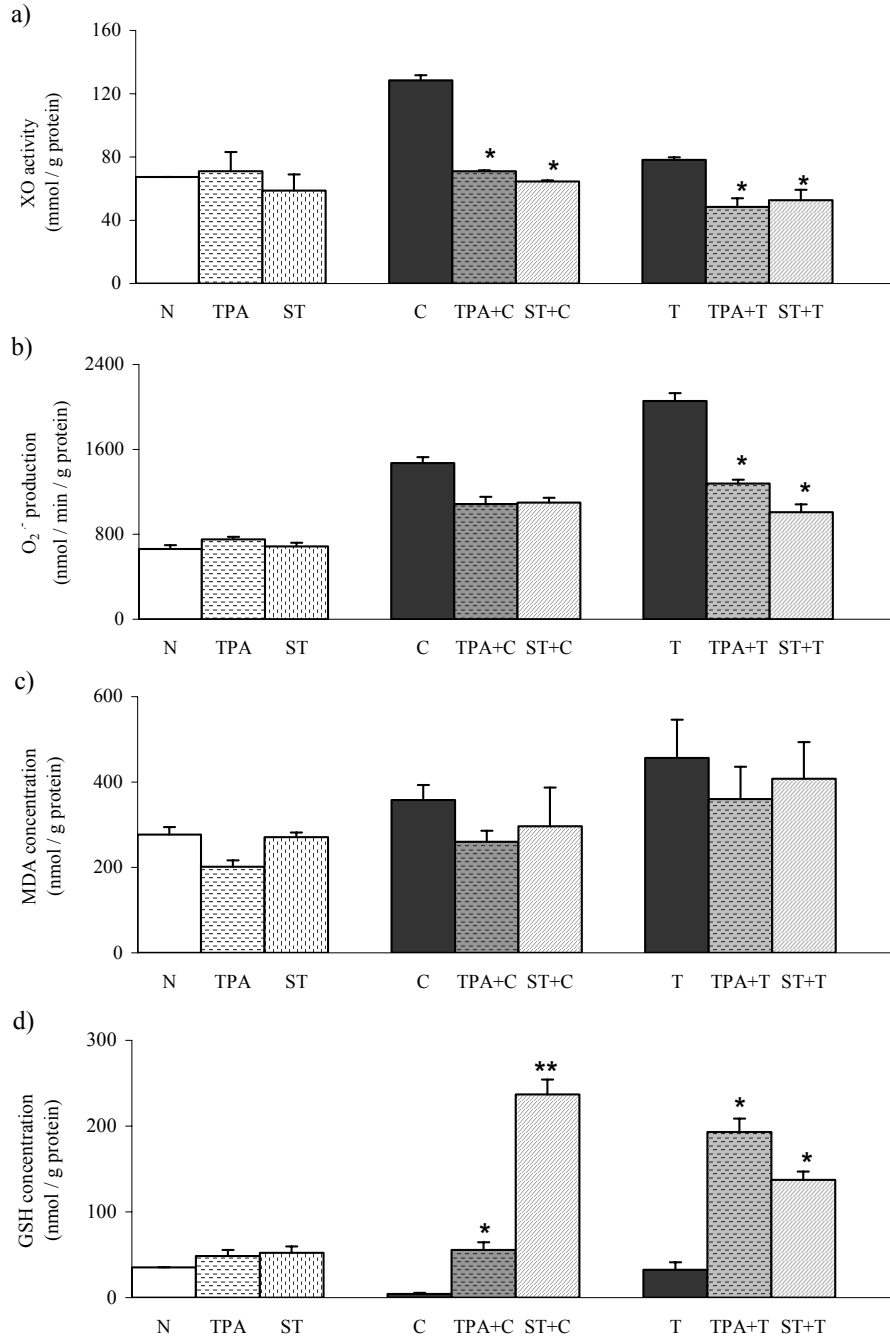 a)
XO activity
(mmol / g protein)
160
120
80
40
0
* * * *
N TPA ST C TPA+C ST+C T TPA+T ST+T
b)
O₂·⁻ production
(nmol / min / g protein)
2400
1600
800
0
* *
N TPA ST C TPA+C ST+C T TPA+T ST+T
c)
MDA concentration
(nmol / g protein)
600
400
200
0
N TPA ST C TPA+C ST+C T TPA+T ST+T
d)
GSH concentration
(nmol / g protein)
300
200
100
0
* ** * *
N TPA ST C TPA+C ST+C T TPA+T ST+T